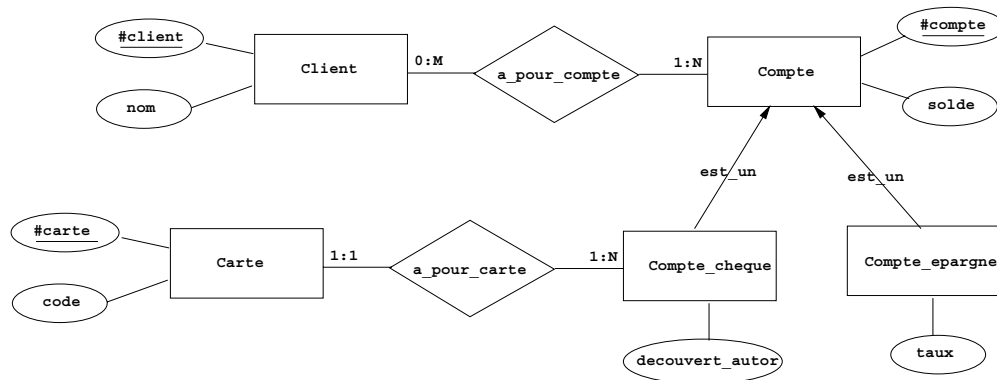 #client
Client
nom
0:M
a_pour_compte
1:N
Compte
#compte
solde
est_un
est_un
#carte
Carte
code
1:1
a_pour_carte
1:N
Compte_cheque
Compte_epargne
decouvert_autor
taux